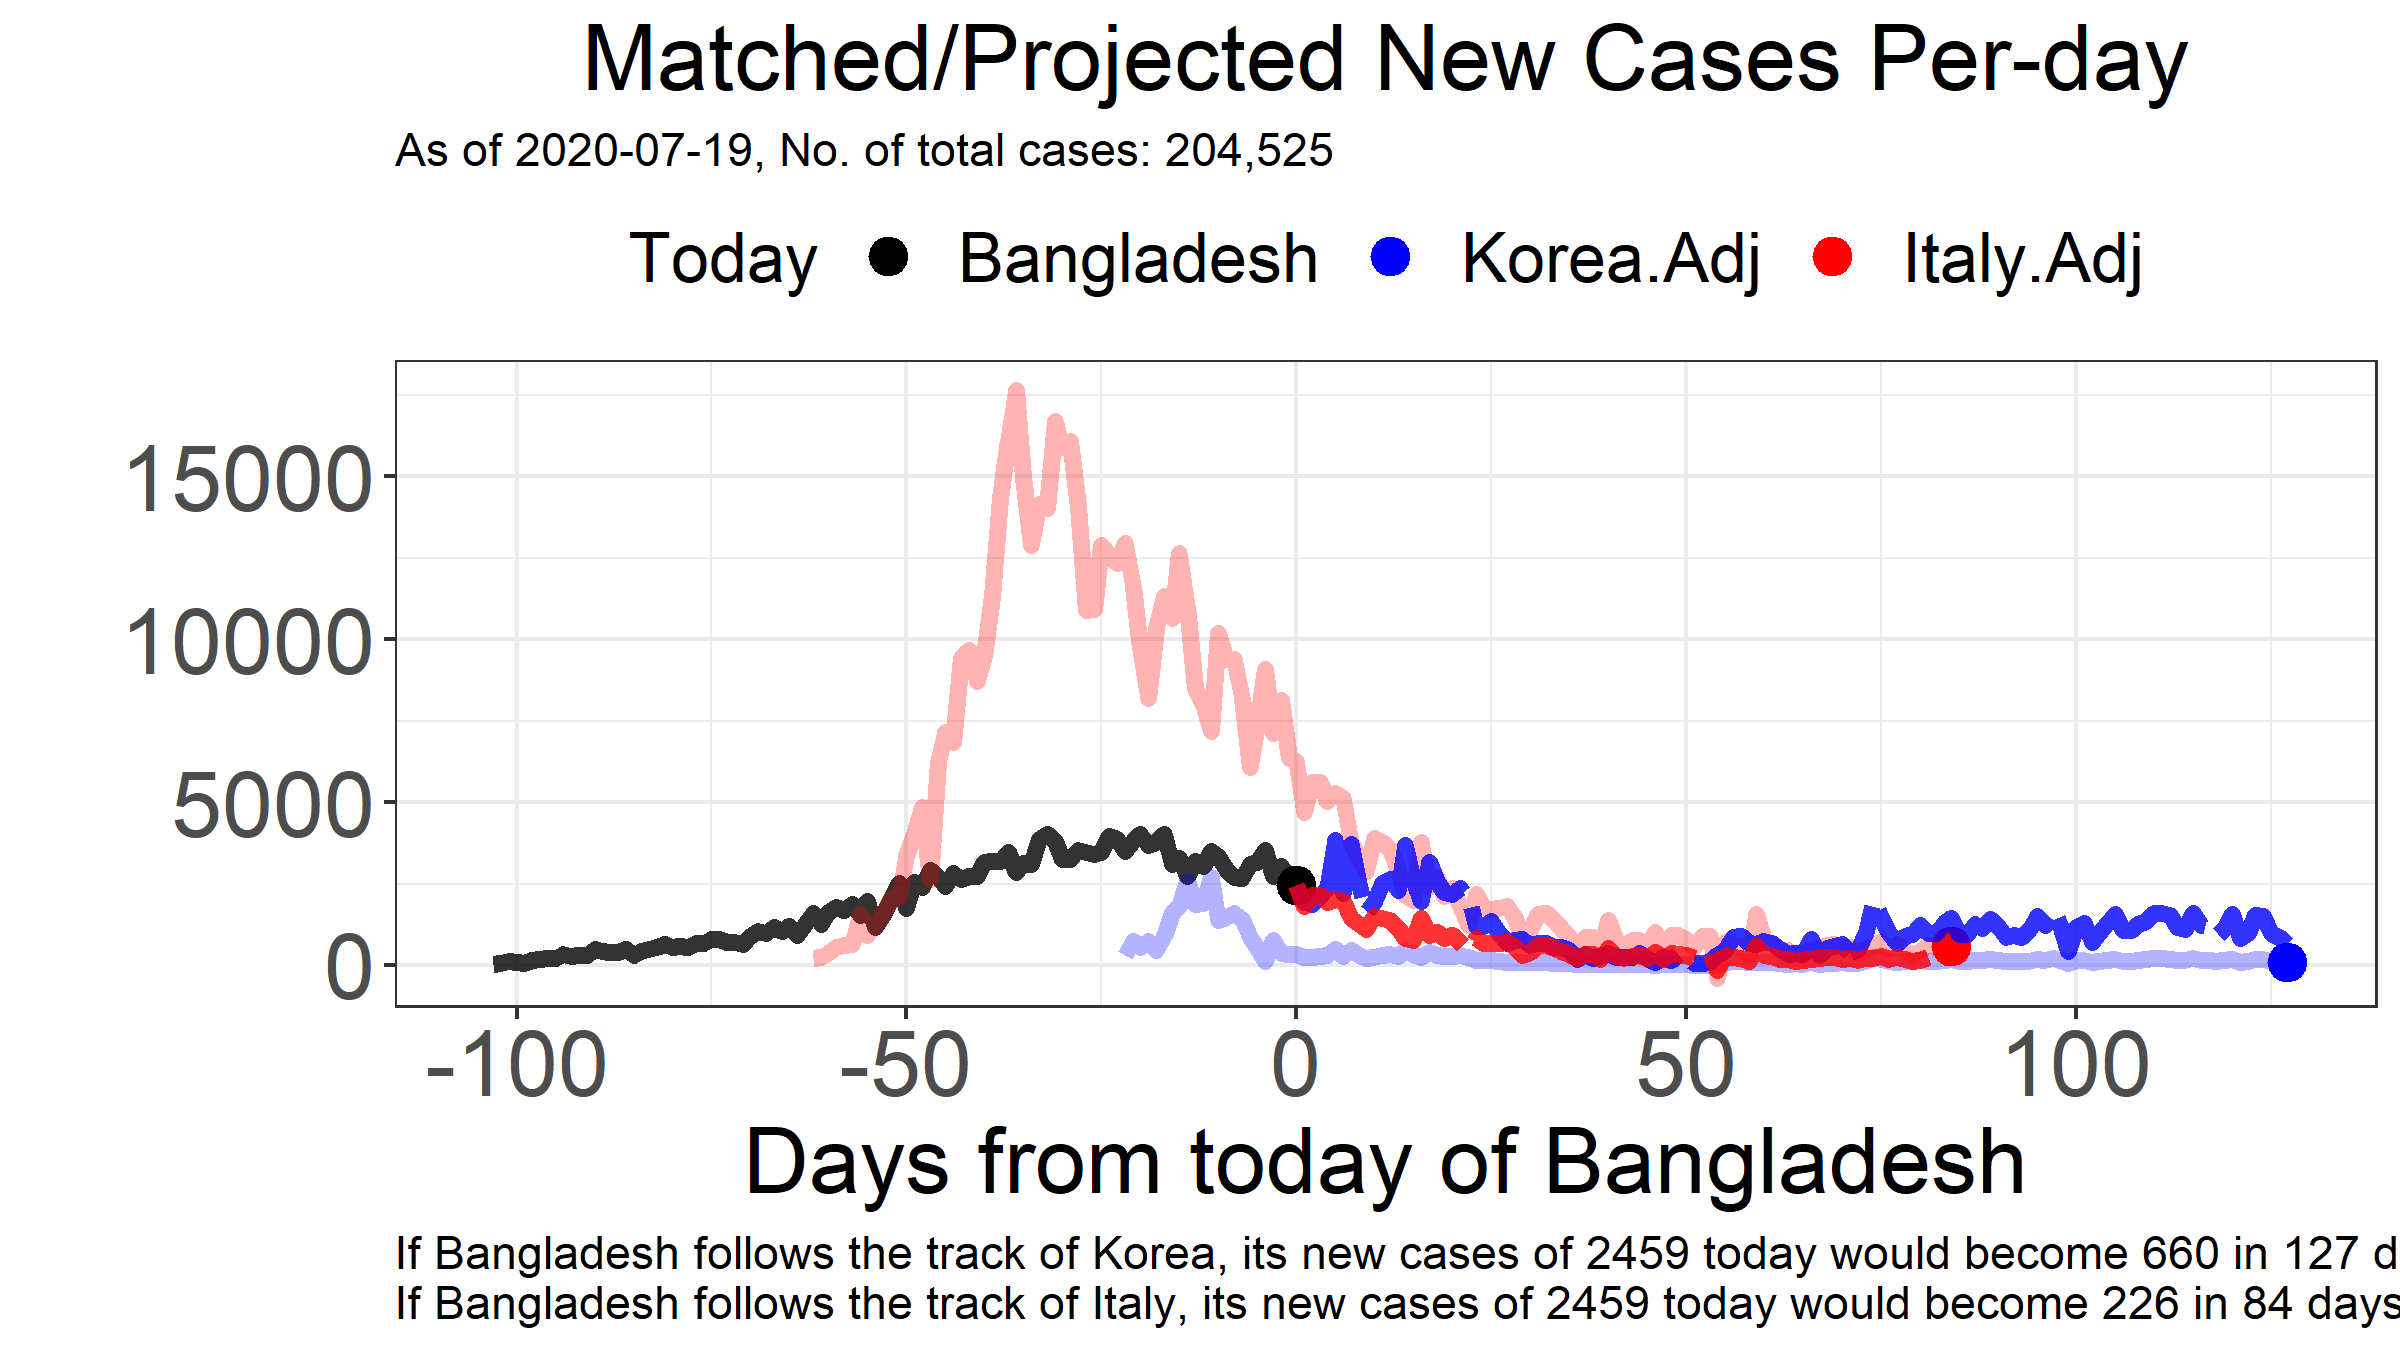 Matched/Projected New Cases Per-day
As of 2020-07-19, No. of total cases: 204,525
Today Bangladesh Korea.Adj Italy.Adj
15000
10000
5000
0
-100 -50 0 50 100
Days from today of Bangladesh
If Bangladesh follows the track of Korea, its new cases of 2459 today would become 660 in 127 d
If Bangladesh follows the track of Italy, its new cases of 2459 today would become 226 in 84 days